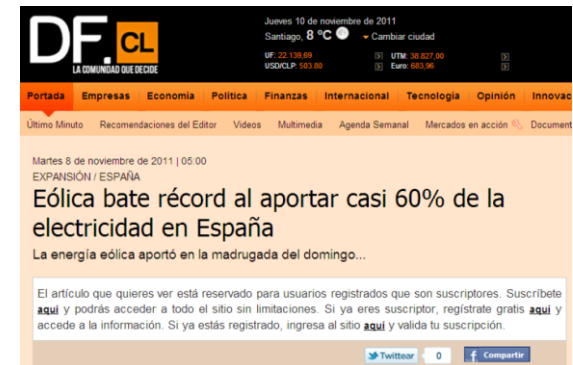 DF.CL
LA COMUNIDAD QUE DECIDE
Jueves 10 de noviembre de 2011
Santiago, 8 ºC Cambiar ciudad
UF: 22.139,69 UTM: 38.827,00
USD/CLP: 503.80 Euro: 683,96
Portada Empresas Economía Política Finanzas Internacional Tecnología Opinión Innovac
Último Minuto Recomendaciones del Editor Videos Multimedia Agenda Semanal Mercados en acción Document
Martes 8 de noviembre de 2011 | 05:00
EXPANSIÓN / ESPAÑA
Eólica bate récord al aportar casi 60% de la
electricidad en España
La energía eólica aportó en la madrugada del domingo...
El artículo que quieres ver está reservado para usuarios registrados que son suscriptores. Suscríbete
aquí y podrás acceder a todo el sitio sin limitaciones. Si ya eres suscriptor, regístrate gratis aquí y
accede a la información. Si ya estás registrado, ingresa al sitio aquí y valida tu suscripción.
Twittear 0 Compartir